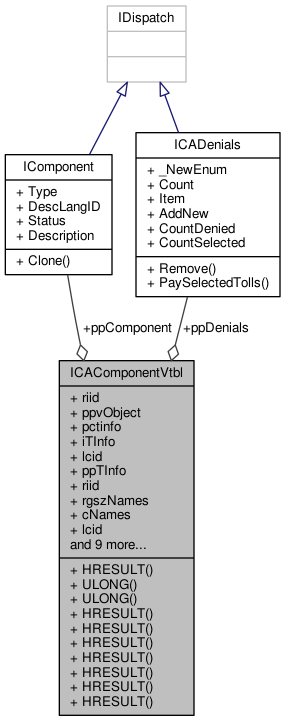 IDispatch
IComponent
+ Type
+ DescLangID
+ Status
+ Description
+ Clone()
ICADenials
+ _NewEnum
+ Count
+ Item
+ AddNew
+ CountDenied
+ CountSelected
+ Remove()
+ PaySelectedTolls()
+ppComponent
+ppDenials
ICAComponentVtbl
+ riid
+ ppvObject
+ pctinfo
+ iTInfo
+ lcid
+ ppTInfo
+ riid
+ rgszNames
+ cNames
+ lcid
and 9 more...
+ HRESULT()
+ ULONG()
+ ULONG()
+ HRESULT()
+ HRESULT()
+ HRESULT()
+ HRESULT()
+ HRESULT()
+ HRESULT()
+ HRESULT()